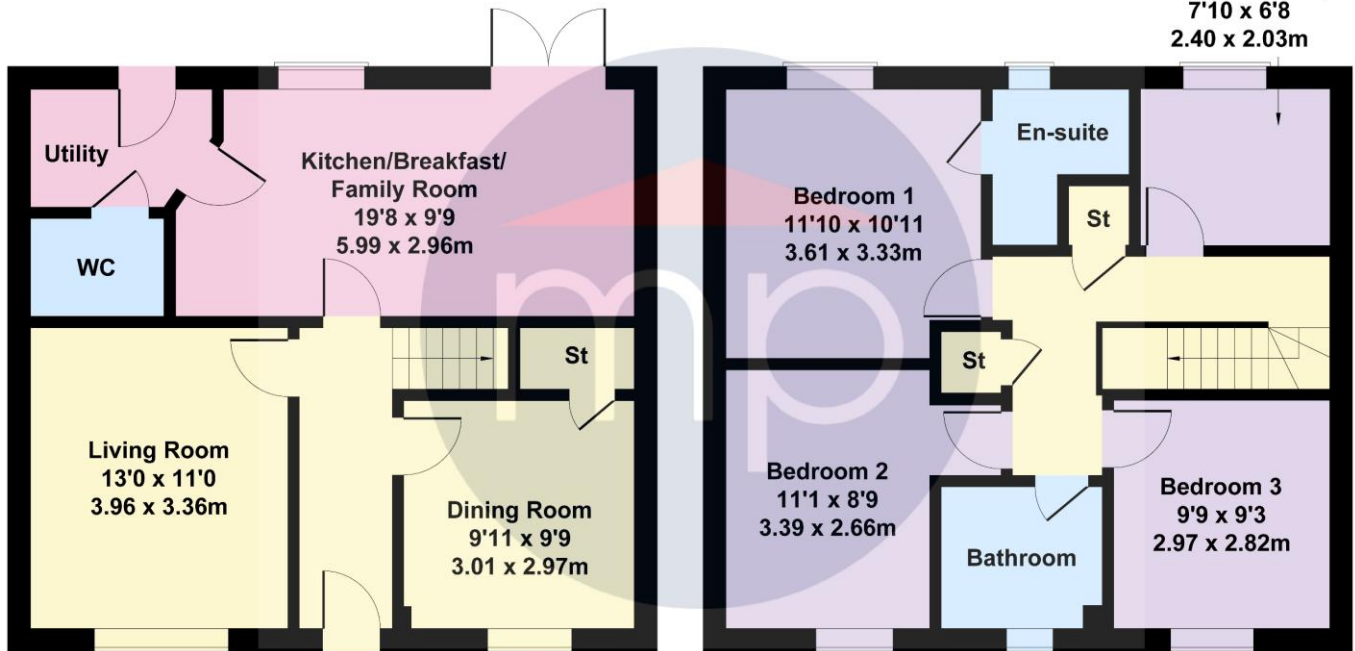 7'10 x 6'8
2.40 x 2.03m
Utility
Kitchen/Breakfast/
Family Room
19'8 x 9'9
5.99 x 2.96m
WC
Living Room
13'0 x 11'0
3.96 x 3.36m
St
Dining Room
9'11 x 9'9
3.01 x 2.97m
Bedroom 1
11'10 x 10'11
3.61 x 3.33m
En-suite
St
St
Bedroom 2
11'1 x 8'9
3.39 x 2.66m
Bathroom
Bedroom 3
9'9 x 9'3
2.97 x 2.82m
mp